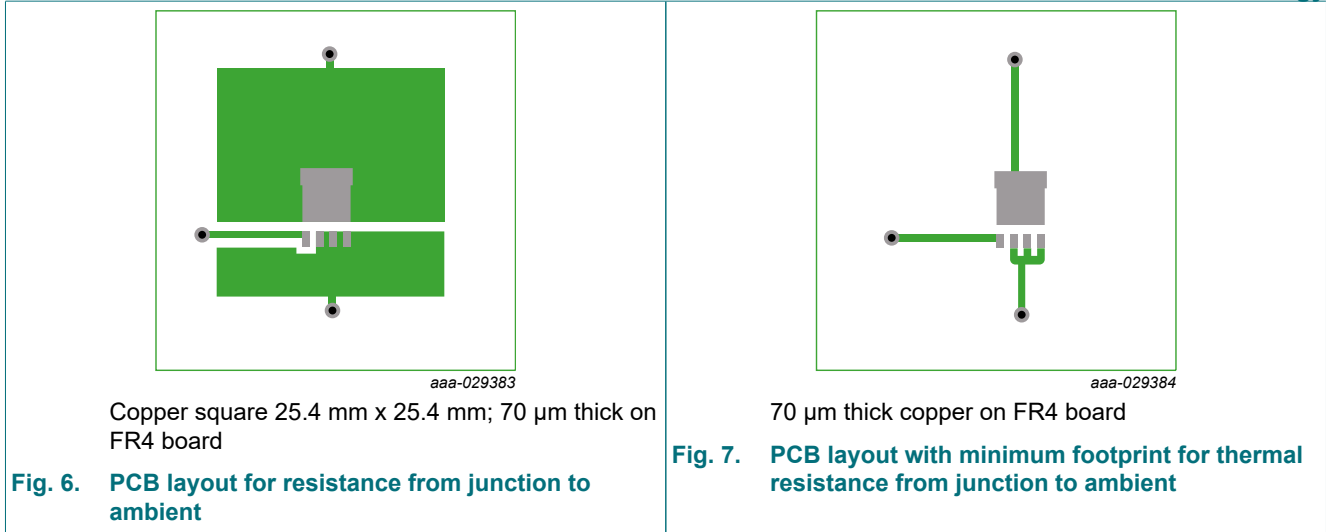 aaa-029383
Copper square 25.4 mm x 25.4 mm; 70 μm thick on
FR4 board
Fig. 6. PCB layout for resistance from junction to
ambient
aaa-029384
70 μm thick copper on FR4 board
Fig. 7. PCB layout with minimum footprint for thermal
resistance from junction to ambient